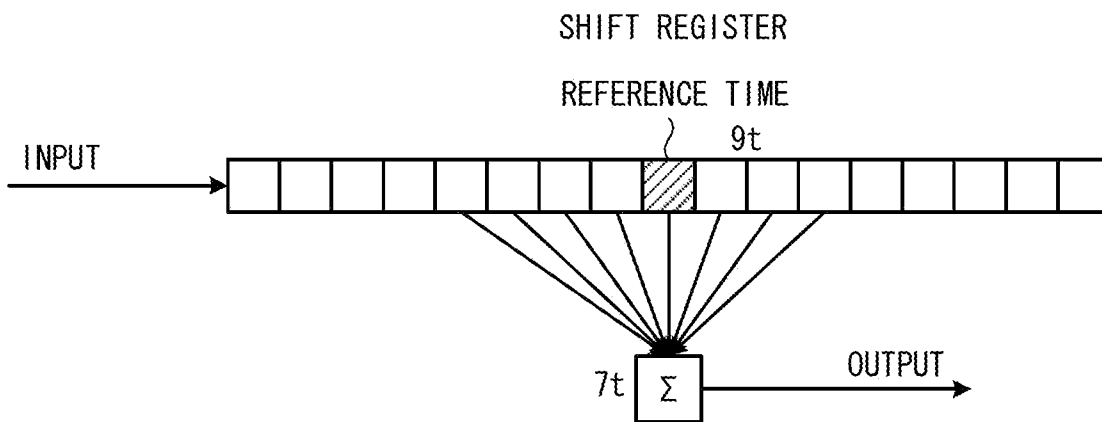 SHIFT REGISTER
REFERENCE TIME
9t
INPUT
7t
Σ
OUTPUT